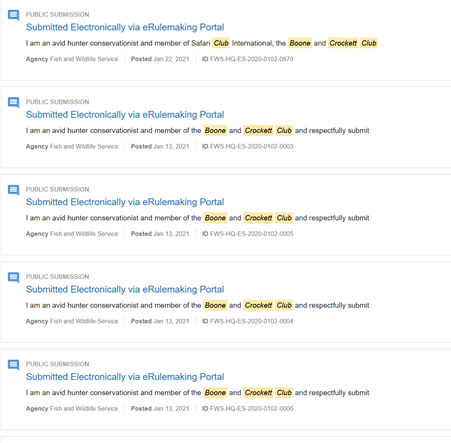 PUBLIC SUBMISSION
Submitted Electronically via eRulemaking Portal
I am an avid hunter conservationist and member of Safari Club International, the Boone and Crockett Club
Agency Fish and Wildlife Service Posted Jan 22, 2021 ID FWS-HQ-ES-2020-0102-0879
PUBLIC SUBMISSION
Submitted Electronically via eRulemaking Portal
I am an avid hunter conservationist and member of the Boone and Crockett Club and respectfully submit
Agency Fish and Wildlife Service Posted Jan 13, 2021 ID FWS-HQ-ES-2020-0102-0003
PUBLIC SUBMISSION
Submitted Electronically via eRulemaking Portal
I am an avid hunter conservationist and member of the Boone and Crockett Club and respectfully submit
Agency Fish and Wildlife Service Posted Jan 13, 2021 ID FWS-HQ-ES-2020-0102-0005
PUBLIC SUBMISSION
Submitted Electronically via eRulemaking Portal
I am an avid hunter conservationist and member of the Boone and Crockett Club and respectfully submit
Agency Fish and Wildlife Service Posted Jan 13, 2021 ID FWS-HQ-ES-2020-0102-0004
PUBLIC SUBMISSION
Submitted Electronically via eRulemaking Portal
I am an avid hunter conservationist and member of the Boone and Crockett Club and respectfully submit
Agency Fish and Wildlife Service Posted Jan 13, 2021 ID FWS-HQ-ES-2020-0102-0006